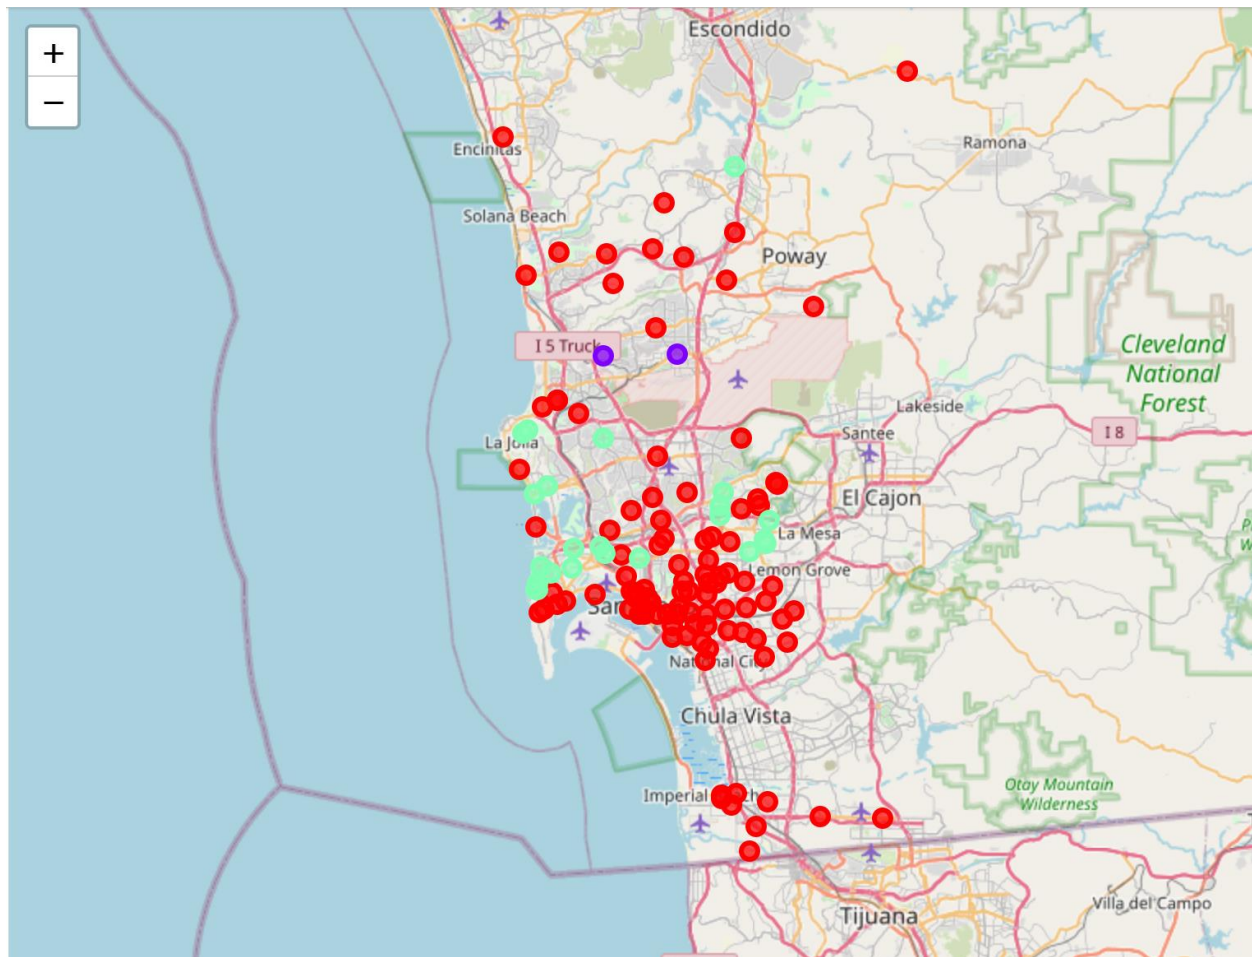 +
Escondido
−
Ramona
Encinitas
Solana Beach
Poway
I 5 Truck
Cleveland
National
Forest
Lakeside
I 8
Santee
La Jolla
El Cajon
La Mesa
Lemon Grove
San
National City
Chula Vista
Otay Mountain
Wilderness
Imperial
Villa del Campo
Tijuana